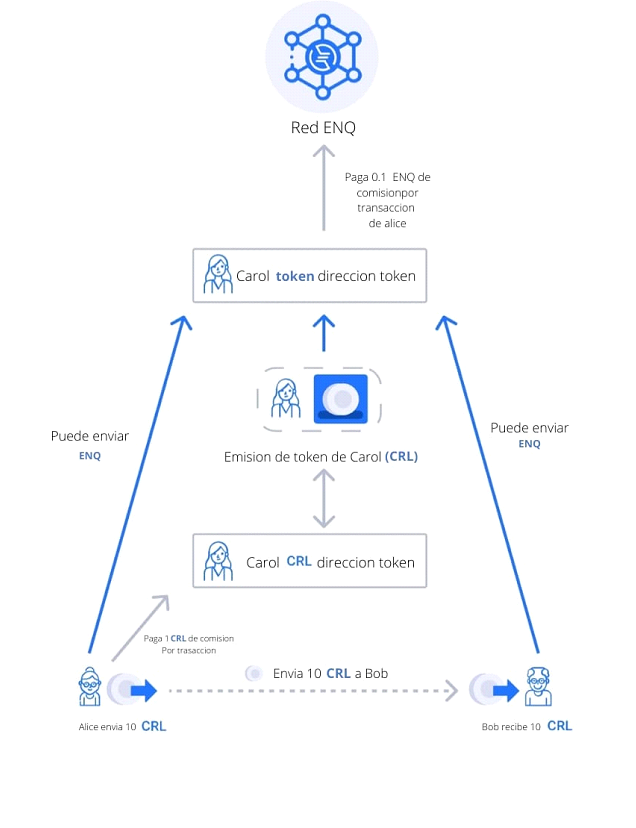 Red ENQ
Paga 0.1 ENQ de
comisionpor
transaccion
de alice
Carol token direccion token
Puede enviar
ENQ
Puede enviar
ENQ
Emision de token de Carol (CRL)
Carol CRL direccion token
Paga 1 CRL de comision
Por trasaccion
Envia 10 CRL a Bob
Alice envia 10 CRL
Bob recibe 10 CRL